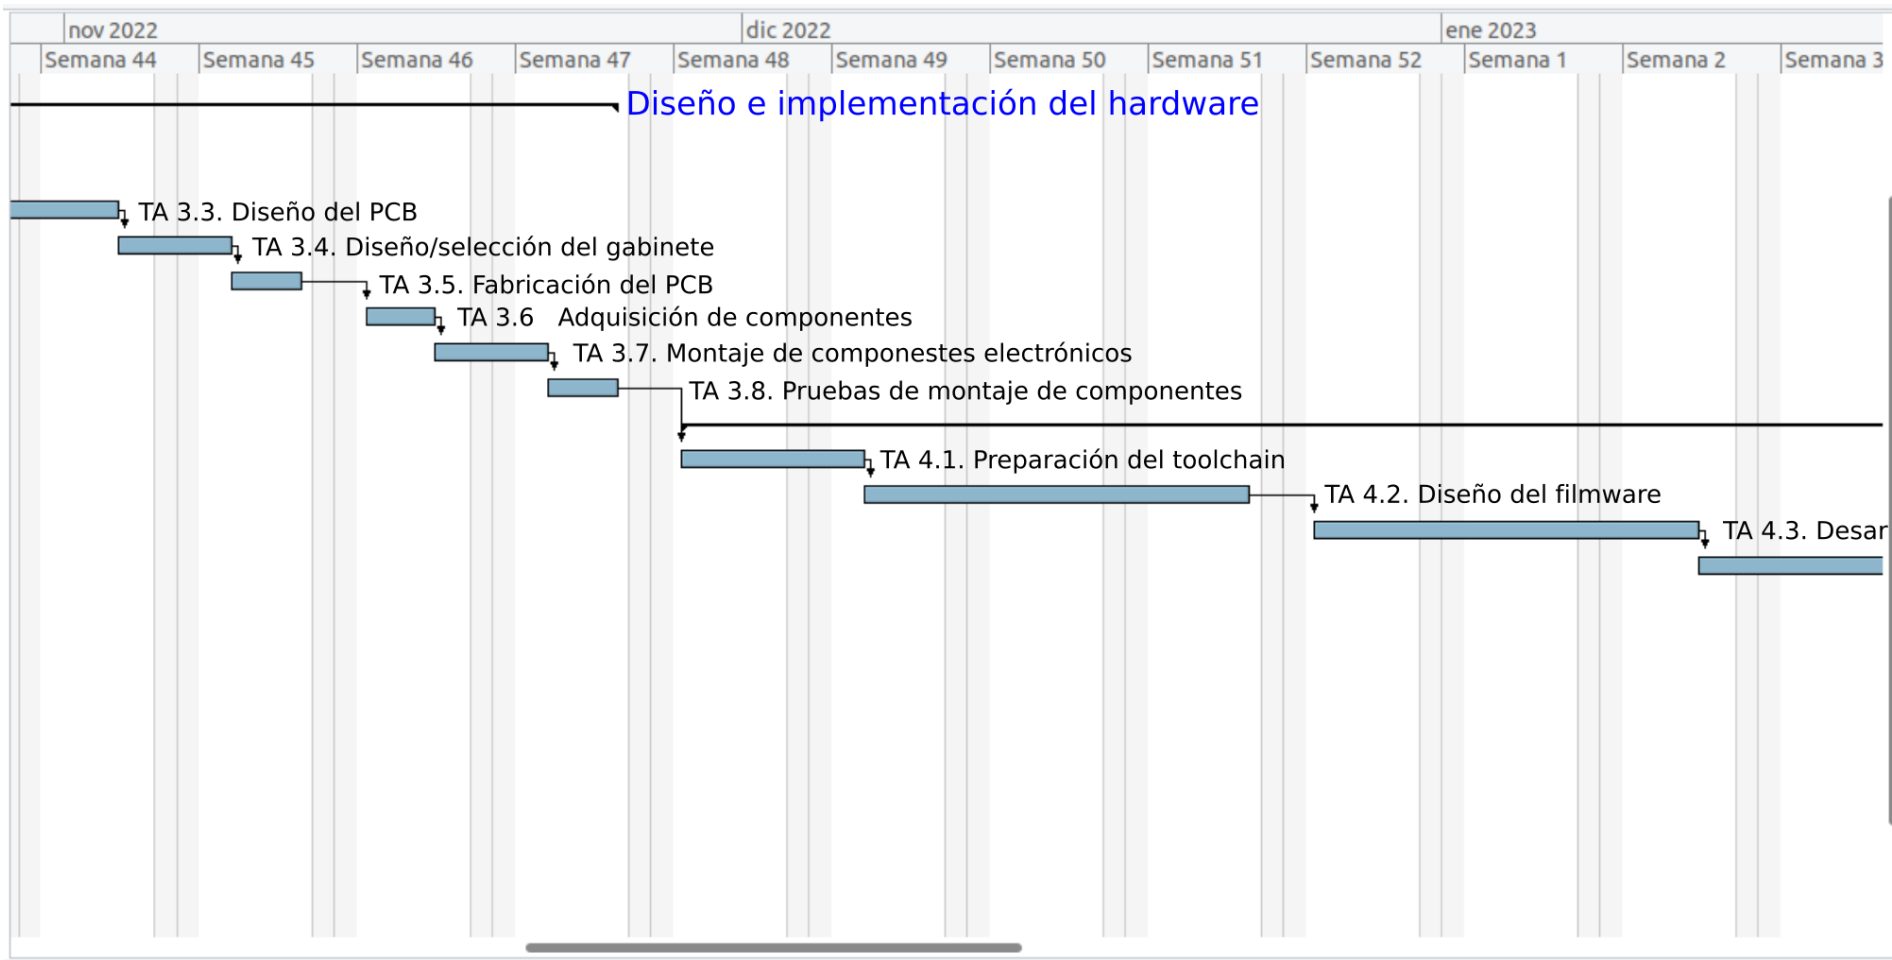 nov 2022 dic 2022 ene 2023
Semana 44 Semana 45 Semana 46 Semana 47 Semana 48 Semana 49 Semana 50 Semana 51 Semana 52 Semana 1 Semana 2 Semana 3
Diseño e implementación del hardware
TA 3.3. Diseño del PCB
TA 3.4. Diseño/selección del gabinete
TA 3.5. Fabricación del PCB
TA 3.6 Adquisición de componentes
TA 3.7. Montaje de componestes electrónicos
TA 3.8. Pruebas de montaje de componentes
TA 4.1. Preparación del toolchain
TA 4.2. Diseño del filmware
TA 4.3. Desar